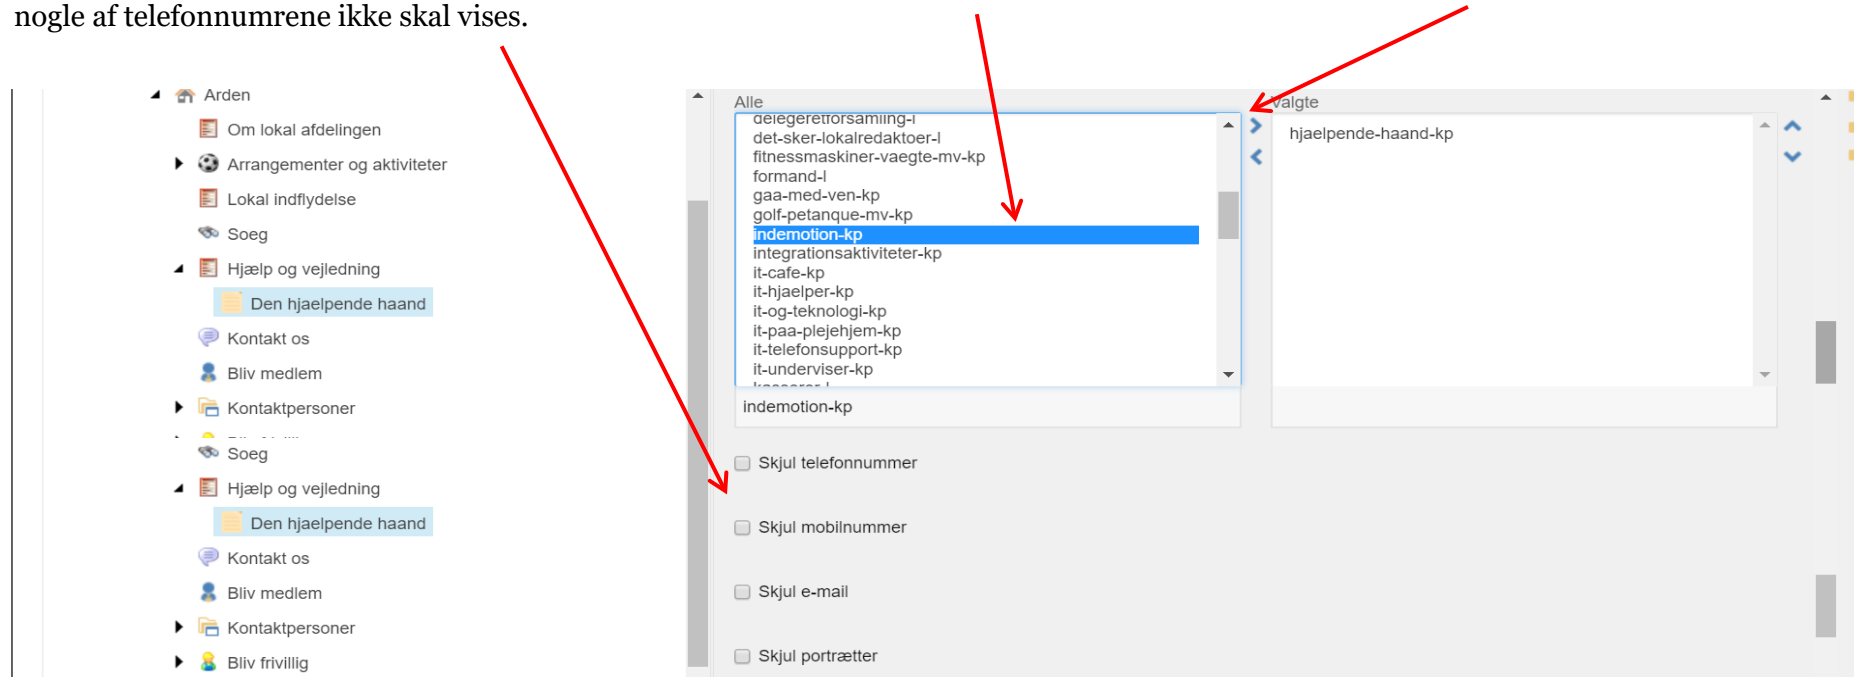 nogle af telefonnumrene ikke skal vises.
Arden
Om lokal afdelingen
Arrangementer og aktiviteter
Lokal indflydelse
Soeg
Hjælp og vejledning
Den hjaelpende haand
Kontakt os
Bliv medlem
Kontaktpersoner
Soeg
Hjælp og vejledning
Den hjaelpende haand
Kontakt os
Bliv medlem
Kontaktpersoner
Bliv frivillig
Alle
delegeretforsamling-l
det-sker-lokalredaktoer-l
fitnessmaskiner-vaegte-mv-kp
formand-l
gaa-med-ven-kp
golf-petanque-mv-kp
indemotion-kp
integrationsaktiviteter-kp
it-cafe-kp
it-hjaelper-kp
it-og-teknologi-kp
it-paa-plejehjem-kp
it-telefonsupport-kp
it-underviser-kp
indemotion-kp
Valgte
hjaelpende-haand-kp
Skjul telefonnummer
Skjul mobilnummer
Skjul e-mail
Skjul portrætter